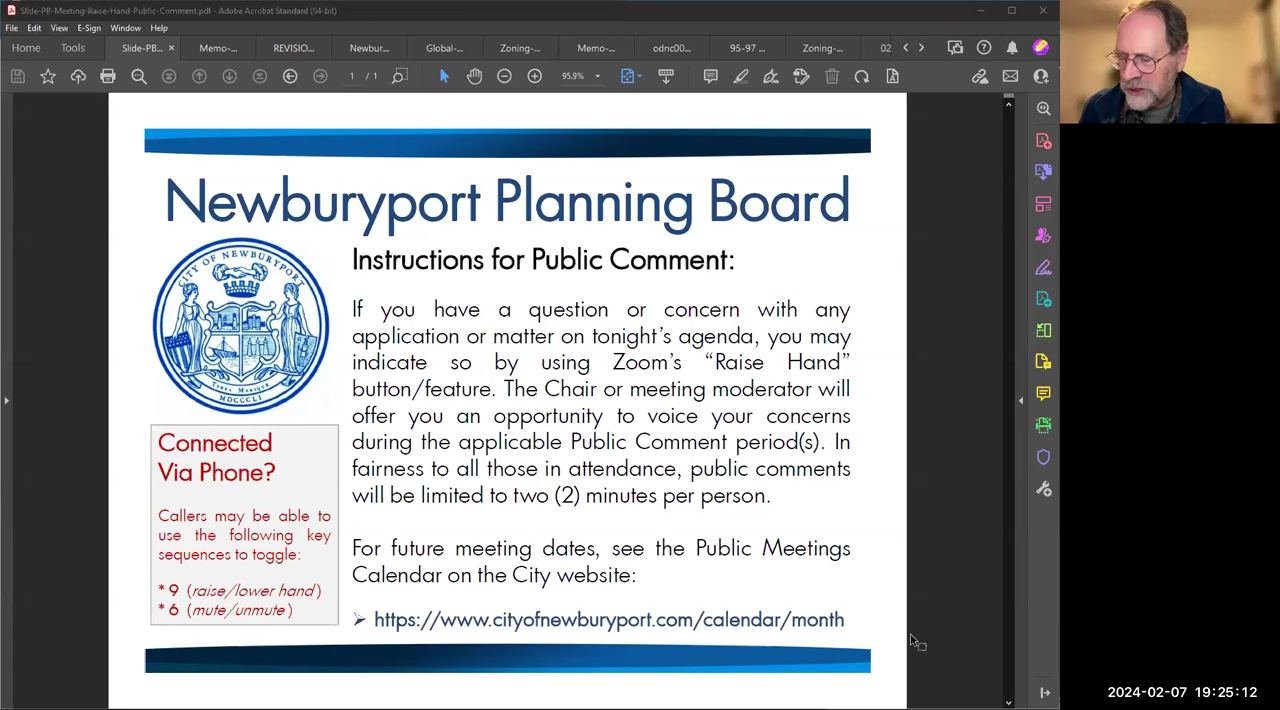 Slide-PB-Meeting-Raise-Hand-Public-Comment.pdf - Adobe Acrobat Standard (64-bit)
File Edit View E-Sign Window Help
Home Tools Slide-PB... × Memo-... REVISIO... Newbur... Global-... Zoning-... Memo-... odnc00... 95-97 ... Zoning-... 02
1 / 1 95.9%
Newburyport Planning Board
CITY OF NEWBURYPORT
TERRA MARIQUE
MDCCCLI
Instructions for Public Comment:
If you have a question or concern with any
application or matter on tonight's agenda, you may
indicate so by using Zoom's "Raise Hand"
button/feature. The Chair or meeting moderator will
offer you an opportunity to voice your concerns
during the applicable Public Comment period(s). In
fairness to all those in attendance, public comments
will be limited to two (2) minutes per person.
For future meeting dates, see the Public Meetings
Calendar on the City website:
➢ https://www.cityofnewburyport.com/calendar/month
Connected
Via Phone?
Callers may be able to
use the following key
sequences to toggle:
* 9 (raise/lower hand)
* 6 (mute/unmute)
2024-02-07 19:25:12